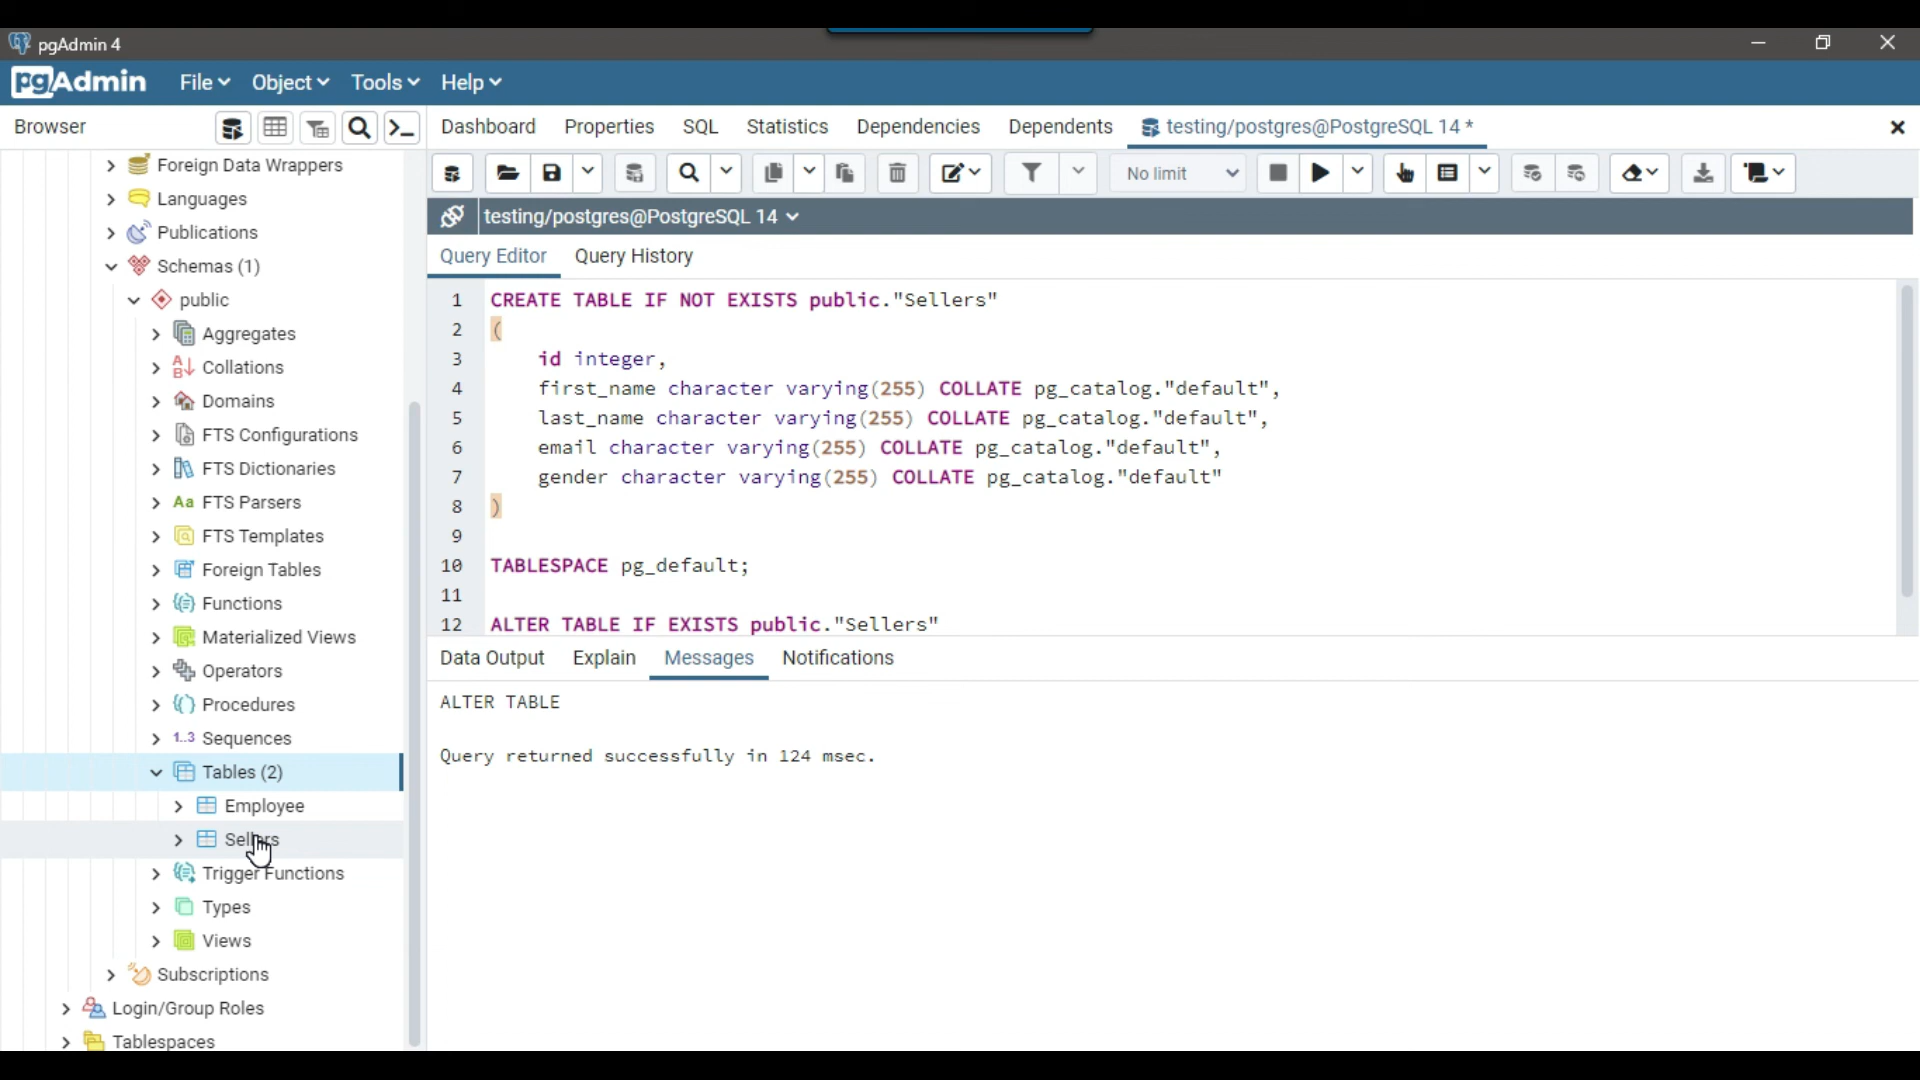 pgAdmin 4
pgAdmin File Object Tools Help
Browser
Dashboard Properties SQL Statistics Dependencies Dependents testing/postgres@PostgreSQL 14 *
No limit
testing/postgres@PostgreSQL 14
Query Editor Query History
Foreign Data Wrappers
Languages
Publications
Schemas (1)
public
Aggregates
Collations
Domains
FTS Configurations
FTS Dictionaries
Aa FTS Parsers
FTS Templates
Foreign Tables
Functions
Materialized Views
Operators
Procedures
1..3 Sequences
Tables (2)
Employee
Sellers
Trigger Functions
Types
Views
Subscriptions
Login/Group Roles
Tablespaces
1 CREATE TABLE IF NOT EXISTS public."Sellers"
2 (
3 id integer,
4 first_name character varying(255) COLLATE pg_catalog."default",
5 last_name character varying(255) COLLATE pg_catalog."default",
6 email character varying(255) COLLATE pg_catalog."default",
7 gender character varying(255) COLLATE pg_catalog."default"
8 )
9
10 TABLESPACE pg_default;
11
12 ALTER TABLE IF EXISTS public."Sellers"
Data Output Explain Messages Notifications
ALTER TABLE
Query returned successfully in 124 msec.